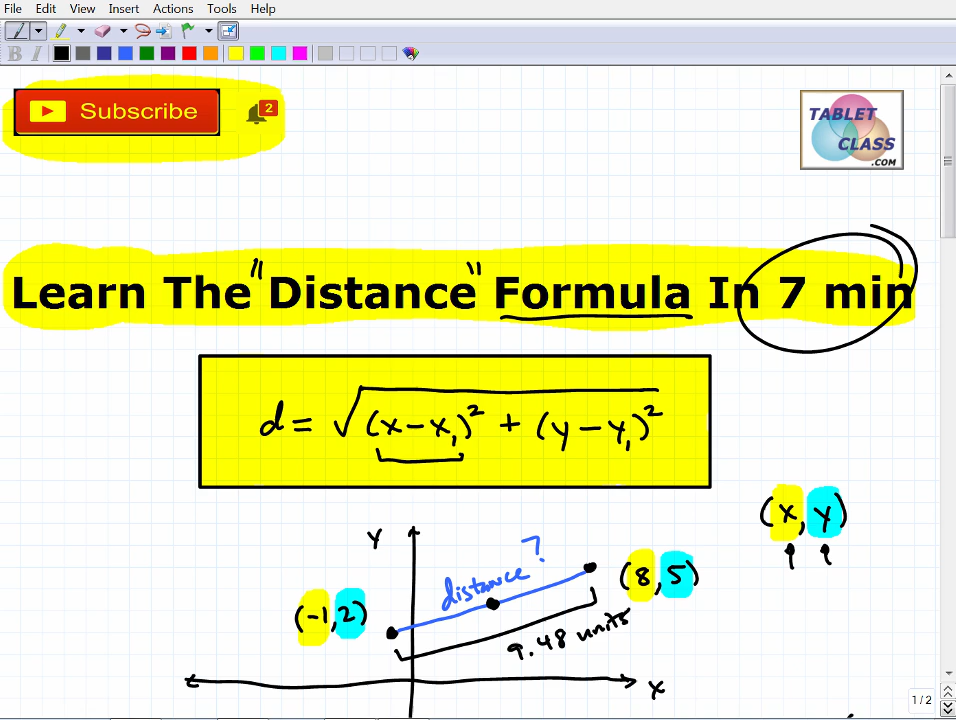 File Edit View Insert Actions Tools Help
B I
Subscribe 2
TABLET
CLASS
.COM
Learn The "Distance" Formula In 7 min
d = √(x-x₁)² + (y-y₁)²
(x,y)
Y
distance ?
(8,5)
(-1,2)
9.48 units
X
1 / 2